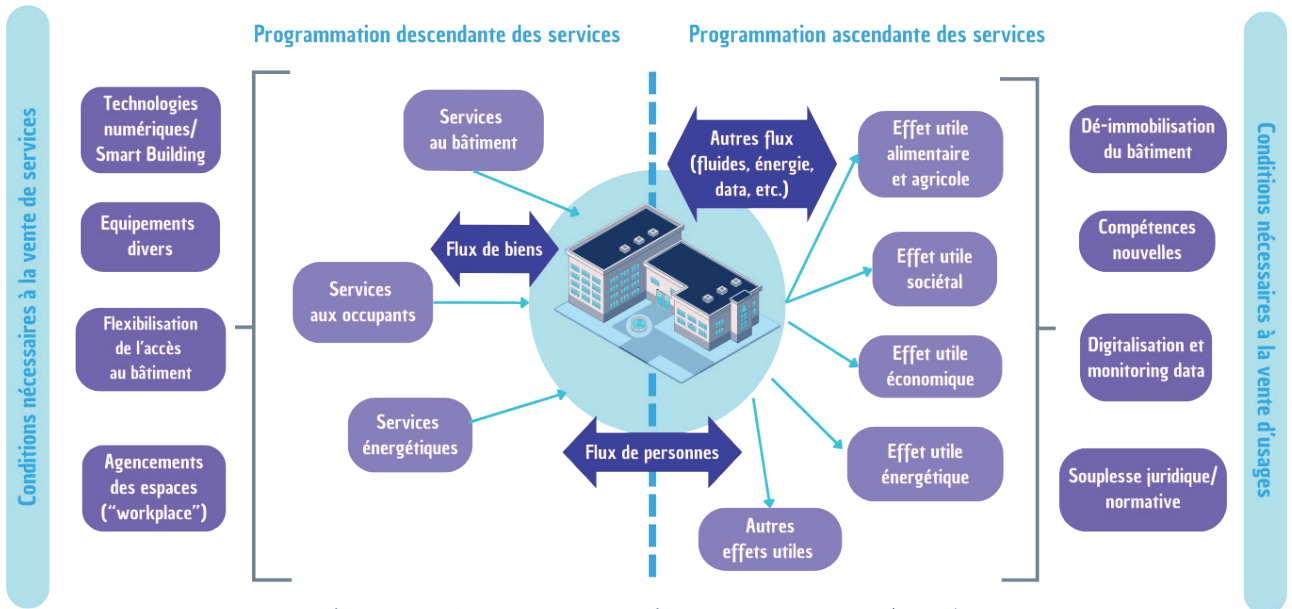 Programmation descendante des services
Programmation ascendante des services
Conditions nécessaires à la vente de services
Technologies
numériques/
Smart Building
Equipements
divers
Flexibilisation
de l'accès
au bâtiment
Agencements
des espaces
("workplace")
Services
au bâtiment
Flux de biens
Services
aux occupants
Services
énergétiques
Flux de personnes
Autres flux
(fluides, énergie,
data, etc.)
Effet utile
alimentaire
et agricole
Effet utile
sociétal
Effet utile
économique
Effet utile
énergétique
Autres
effets utiles
Dé-immobilisation
du bâtiment
Compétences
nouvelles
Digitalisation et
monitoring data
Souplesse juridique/
normative
Conditions nécessaires à la vente d'usages